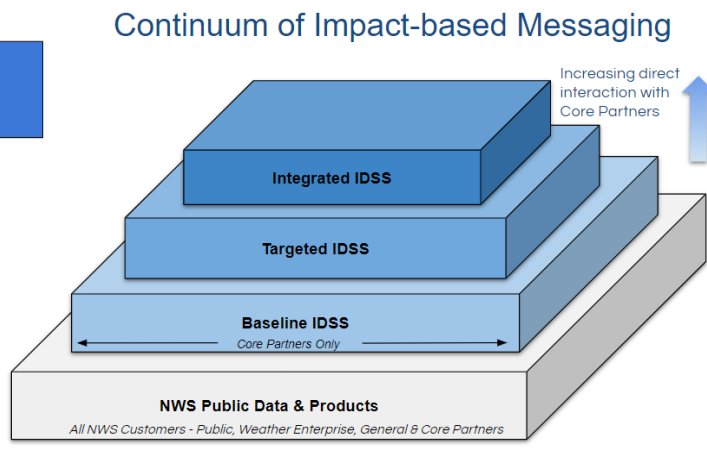 Continuum of Impact-based Messaging
Increasing direct
interaction with
Core Partners
Integrated IDSS
Targeted IDSS
Baseline IDSS
Core Partners Only
NWS Public Data & Products
All NWS Customers - Public, Weather Enterprise, General & Core Partners